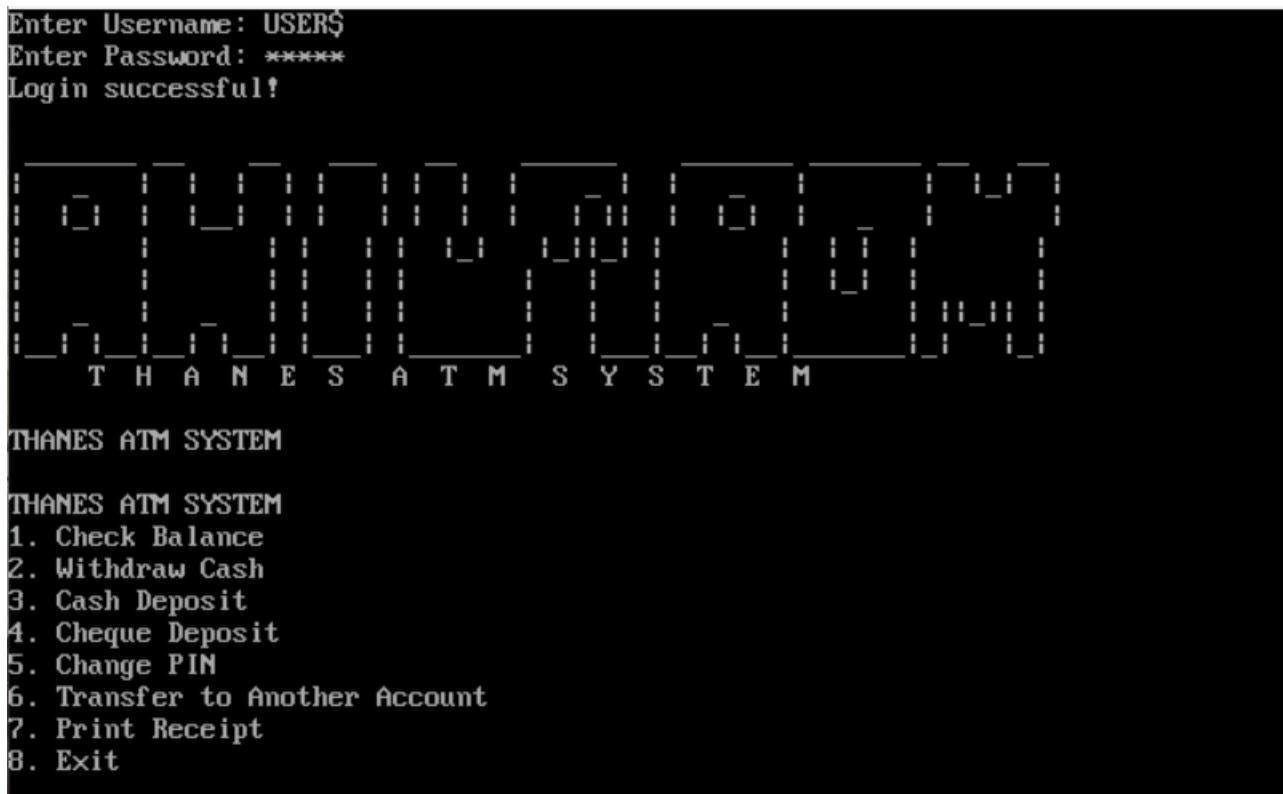 Enter Username: USER$
Enter Password: *****
Login successful!
T H A N E S A T M S Y S T E M
THANES ATM SYSTEM
THANES ATM SYSTEM
1. Check Balance
2. Withdraw Cash
3. Cash Deposit
4. Cheque Deposit
5. Change PIN
6. Transfer to Another Account
7. Print Receipt
8. Exit